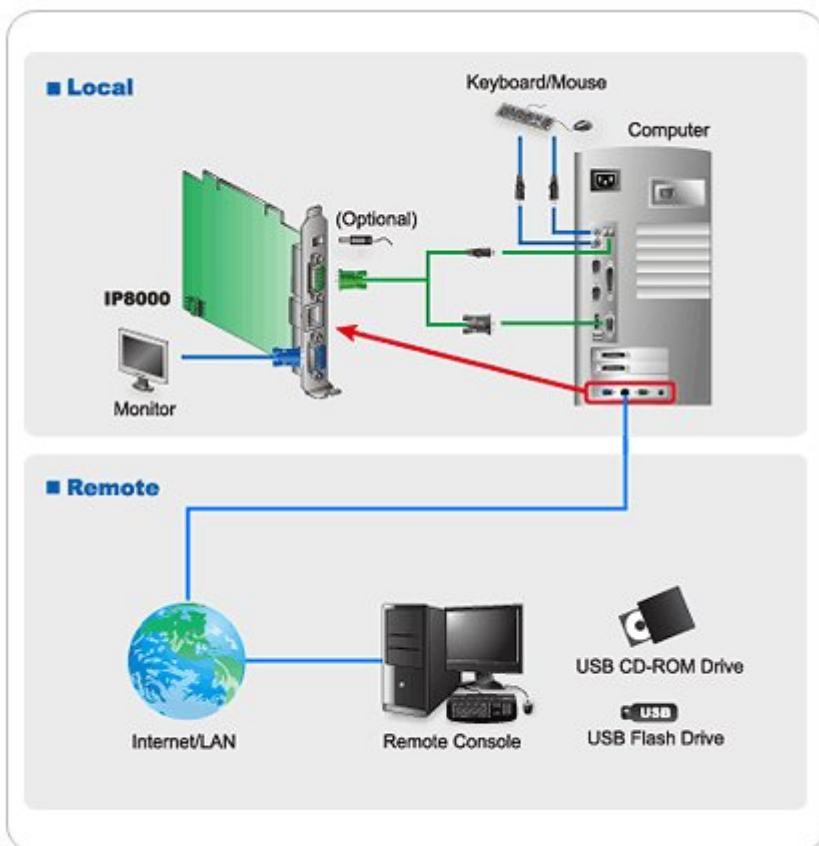 Local
Keyboard/Mouse
Computer
(Optional)
IP8000
Monitor
Remote
USB CD-ROM Drive
USB
Internet/LAN
Remote Console
USB Flash Drive